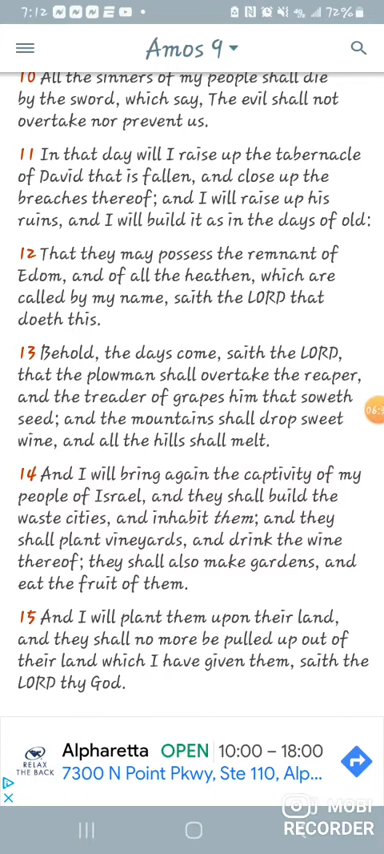 7:12
72%
Amos 9
10 All the sinners of my people shall die
by the sword, which say, The evil shall not
overtake nor prevent us.
11 In that day will I raise up the tabernacle
of David that is fallen, and close up the
breaches thereof; and I will raise up his
ruins, and I will build it as in the days of old:
12 That they may possess the remnant of
Edom, and of all the heathen, which are
called by my name, saith the LORD that
doeth this.
13 Behold, the days come, saith the LORD,
that the plowman shall overtake the reaper,
and the treader of grapes him that soweth
seed; and the mountains shall drop sweet
wine, and all the hills shall melt.
14 And I will bring again the captivity of my
people of Israel, and they shall build the
waste cities, and inhabit them; and they
shall plant vineyards, and drink the wine
thereof; they shall also make gardens, and
eat the fruit of them.
15 And I will plant them upon their land,
and they shall no more be pulled up out of
their land which I have given them, saith the
LORD thy God.
Alpharetta OPEN 10:00 – 18:00
7300 N Point Pkwy, Ste 110, Alp...
RELAX
THE BACK
MOBI
RECORDER